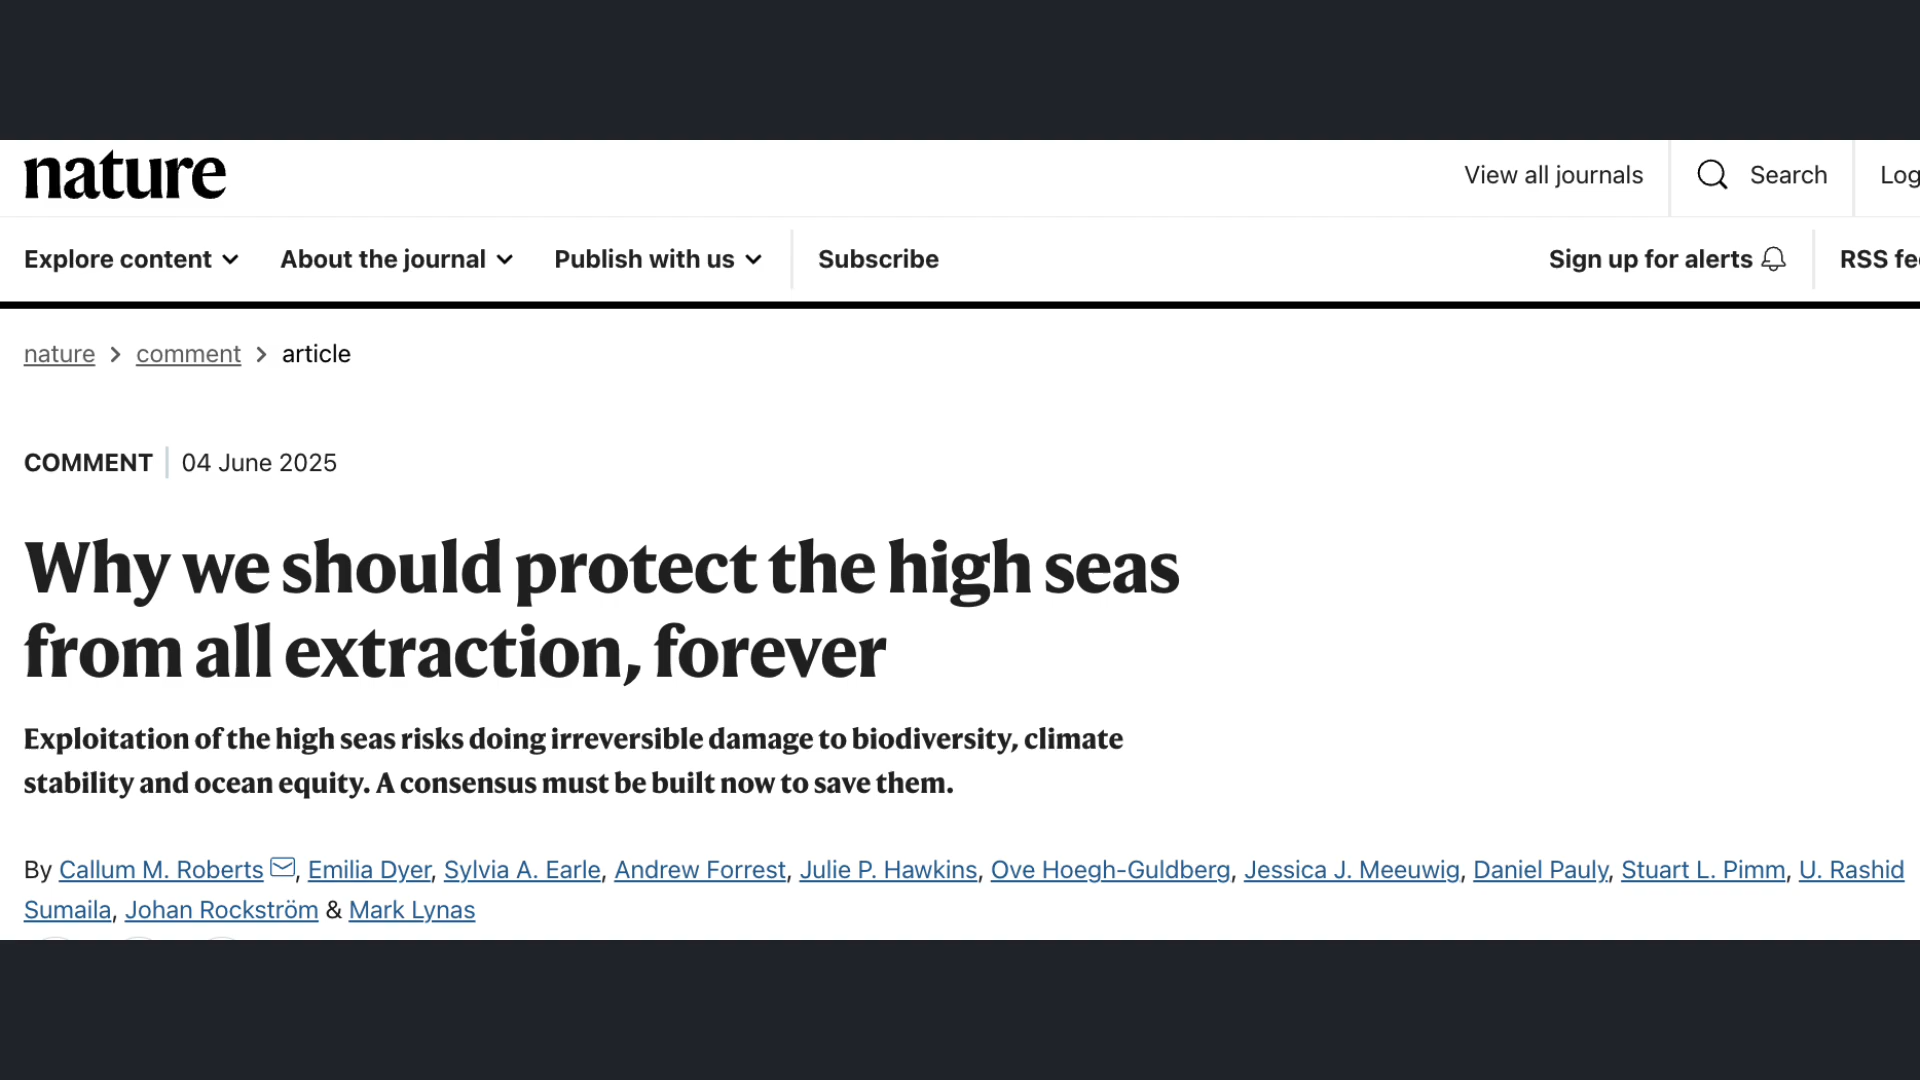 nature
View all journals
Search
Log
Explore content
About the journal
Publish with us
Subscribe
Sign up for alerts
RSS fe
nature > comment > article
COMMENT | 04 June 2025
Why we should protect the high seas
from all extraction, forever
Exploitation of the high seas risks doing irreversible damage to biodiversity, climate
stability and ocean equity. A consensus must be built now to save them.
By Callum M. Roberts, Emilia Dyer, Sylvia A. Earle, Andrew Forrest, Julie P. Hawkins, Ove Hoegh-Guldberg, Jessica J. Meeuwig, Daniel Pauly, Stuart L. Pimm, U. Rashid
Sumaila, Johan Rockström & Mark Lynas